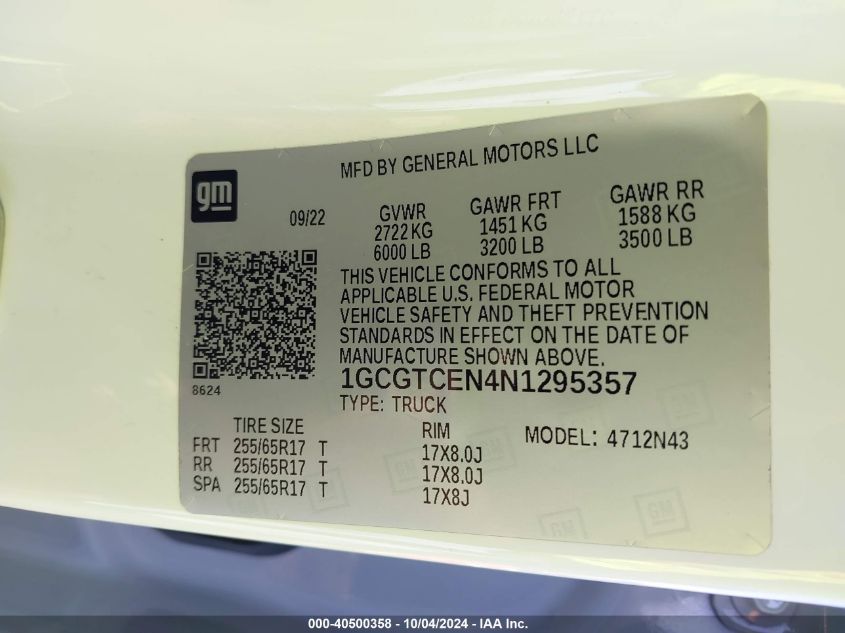 MFD BY GENERAL MOTORS LLC
gm
09/22
GVWR GAWR FRT GAWR RR
2722 KG 1451 KG 1588 KG
6000 LB 3200 LB 3500 LB
THIS VEHICLE CONFORMS TO ALL
APPLICABLE U.S. FEDERAL MOTOR
VEHICLE SAFETY AND THEFT PREVENTION
STANDARDS IN EFFECT ON THE DATE OF
MANUFACTURE SHOWN ABOVE.
8624
1GCGTCEN4N1295357
TYPE: TRUCK
TIRE SIZE RIM MODEL: 4712N43
FRT 255/65R17 T 17X8.0J
RR 255/65R17 T 17X8.0J
SPA 255/65R17 T 17X8J
GM
GM
GM
GM
000-40500358 - 10/04/2024 - IAA Inc.